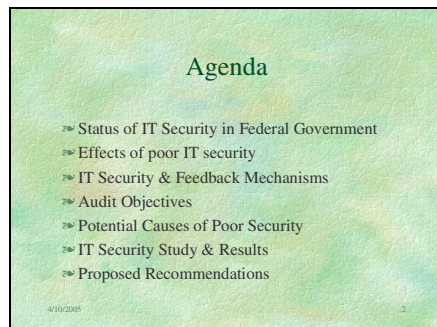 Agenda
Status of IT Security in Federal Government
Effects of poor IT security
IT Security & Feedback Mechanisms
Audit Objectives
Potential Causes of Poor Security
IT Security Study & Results
Proposed Recommendations
4/10/2005 2